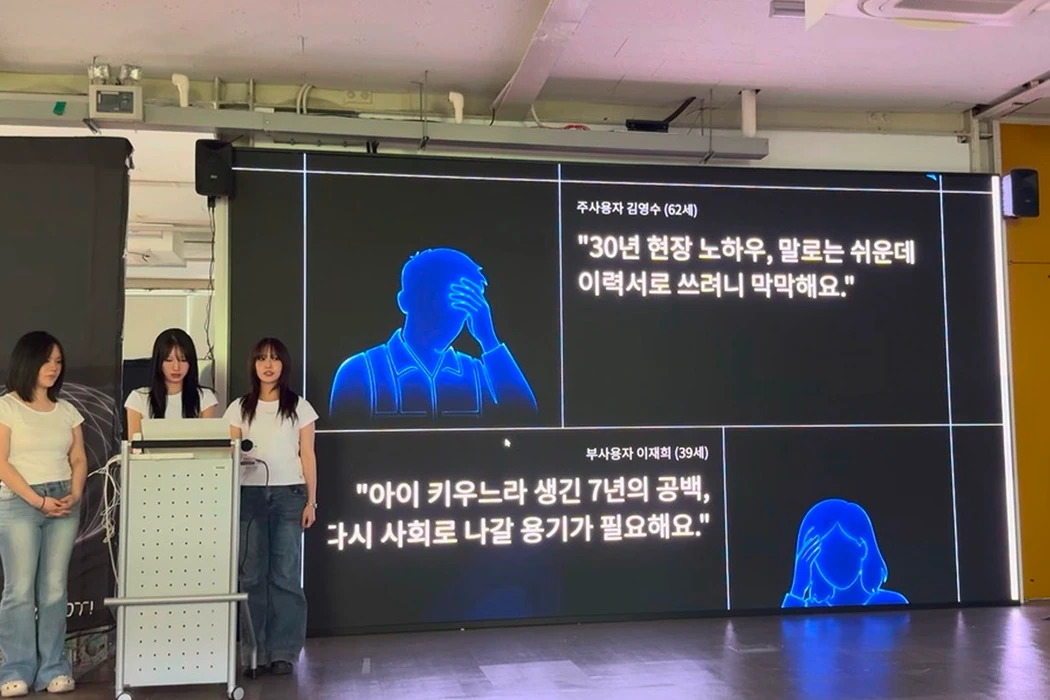 주사용자 김영수 (62세)
"30년 현장 노하우, 말로는 쉬운데
이력서로 쓰려니 막막해요."
부사용자 이재희 (39세)
"아이 키우느라 생긴 7년의 공백,
다시 사회로 나갈 용기가 필요해요."